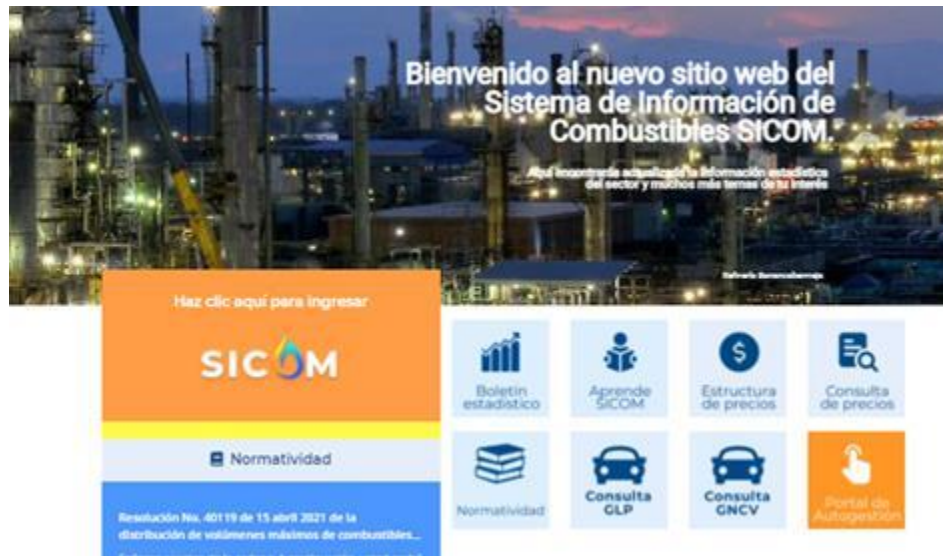 Bienvenido al nuevo sitio web del
Sistema de Información de
Combustibles SICOM.
Aquí encontrarás actualizada la información estadística
del sector y muchos más temas de tu interés
Refinería Barrancabermeja
Haz clic aquí para ingresar
SICOM
Normatividad
Resolución No. 40119 de 15 abril 2021 de la
distribución de volúmenes máximos de combustibles...
Boletín
estadístico
Aprende
SICOM
Estructura
de precios
Consulta
de precios
Normatividad
Consulta
GLP
Consulta
GNCV
Portal de
Autogestión